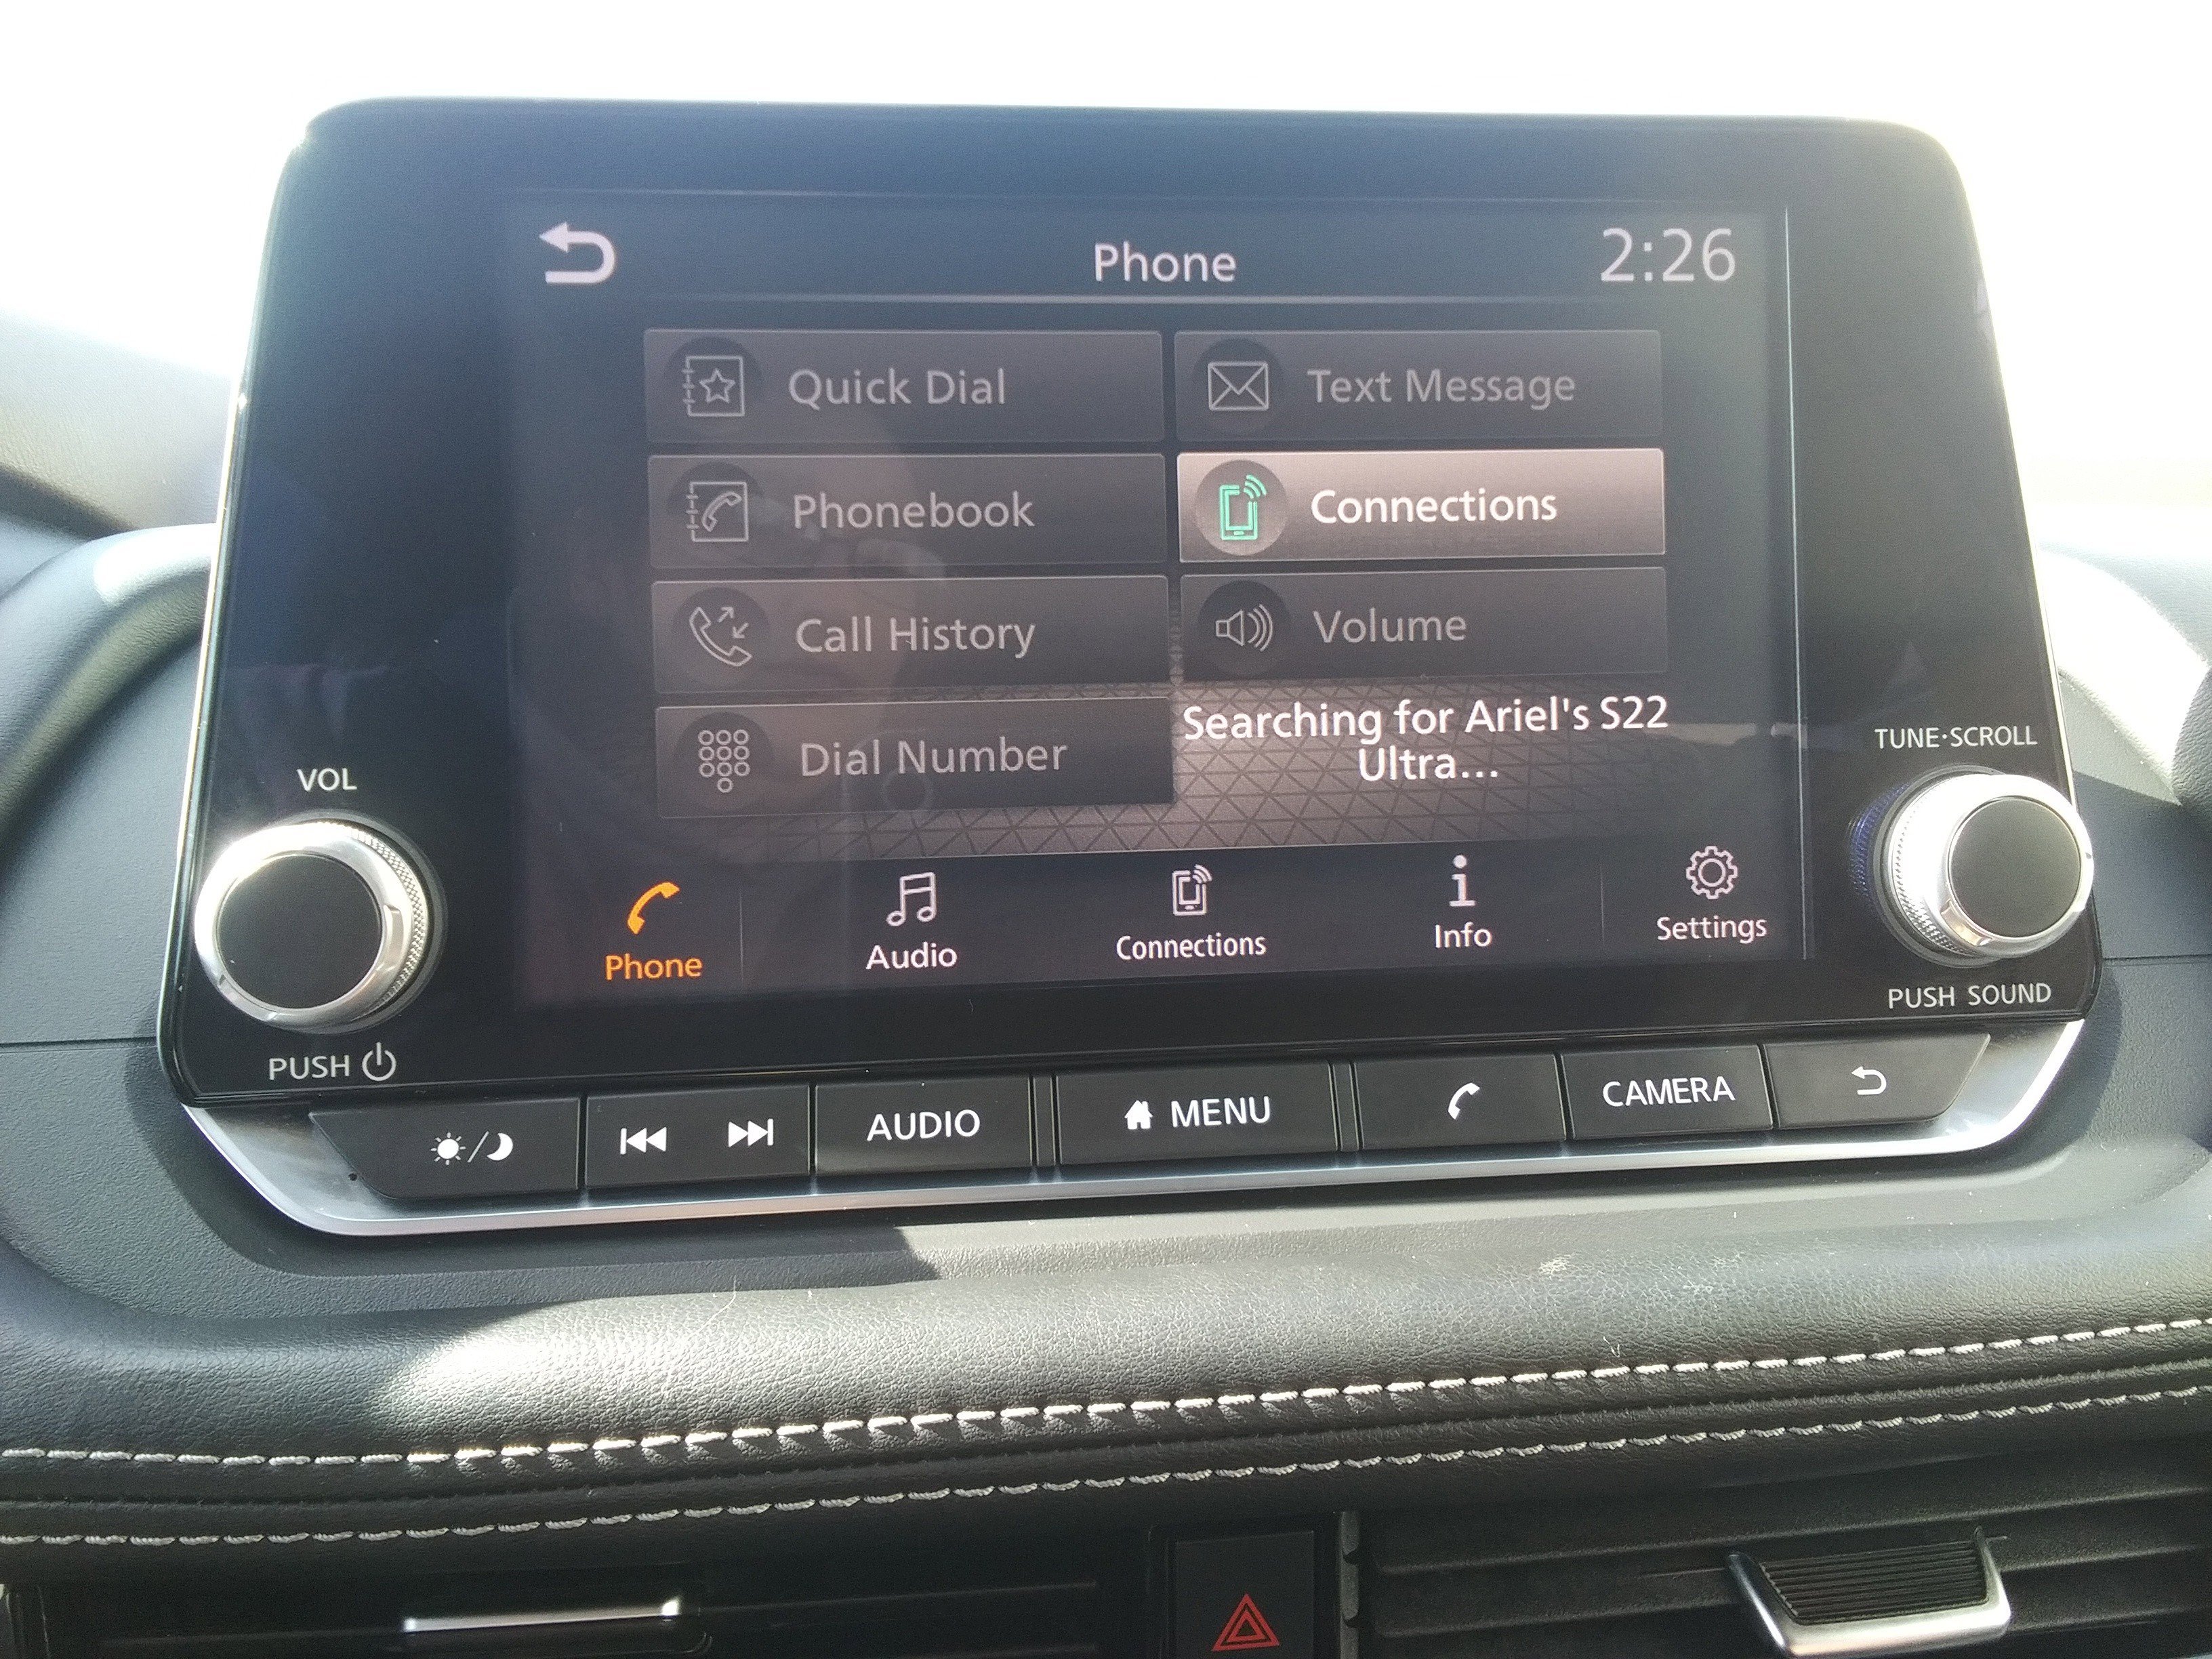 Phone
2:26
Quick Dial
Text Message
Phonebook
Connections
Call History
Volume
Dial Number
Searching for Ariel's S22
Ultra...
VOL
TUNE·SCROLL
Phone
Audio
Connections
Info
Settings
PUSH
PUSH SOUND
AUDIO
MENU
CAMERA